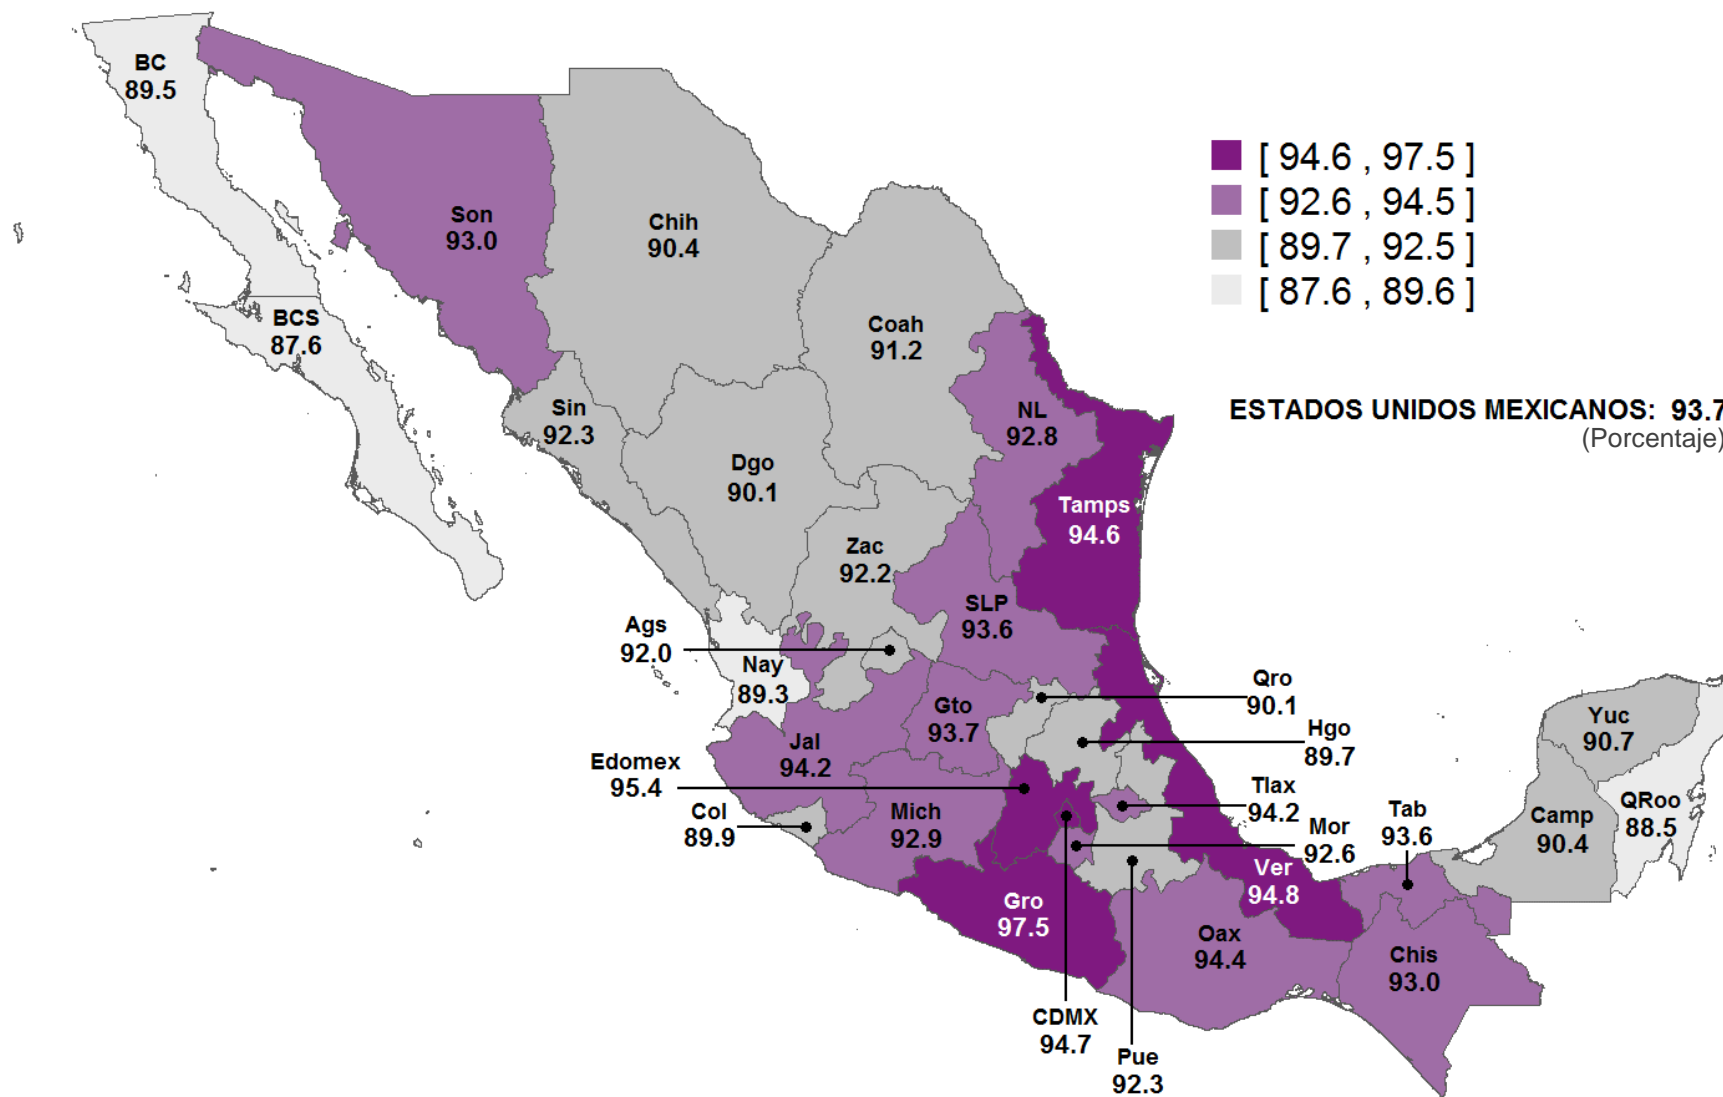 BC
89.5
Son
93.0
Chih
90.4
[ 94.6 , 97.5 ]
[ 92.6 , 94.5 ]
[ 89.7 , 92.5 ]
[ 87.6 , 89.6 ]
BCS
87.6
Coah
91.2
Sin
92.3
NL
92.8
ESTADOS UNIDOS MEXICANOS: 93.7
(Porcentaje)
Dgo
90.1
Tamps
94.6
Zac
92.2
SLP
93.6
Ags
92.0
Nay
89.3
Qro
90.1
Gto
93.7
Yuc
90.7
Hgo
89.7
Jal
94.2
Edomex
95.4
Tlax
94.2
QRoo
88.5
Col
89.9
Mich
92.9
Tab
93.6
Camp
90.4
Mor
92.6
Ver
94.8
Gro
97.5
Oax
94.4
Chis
93.0
CDMX
94.7
Pue
92.3